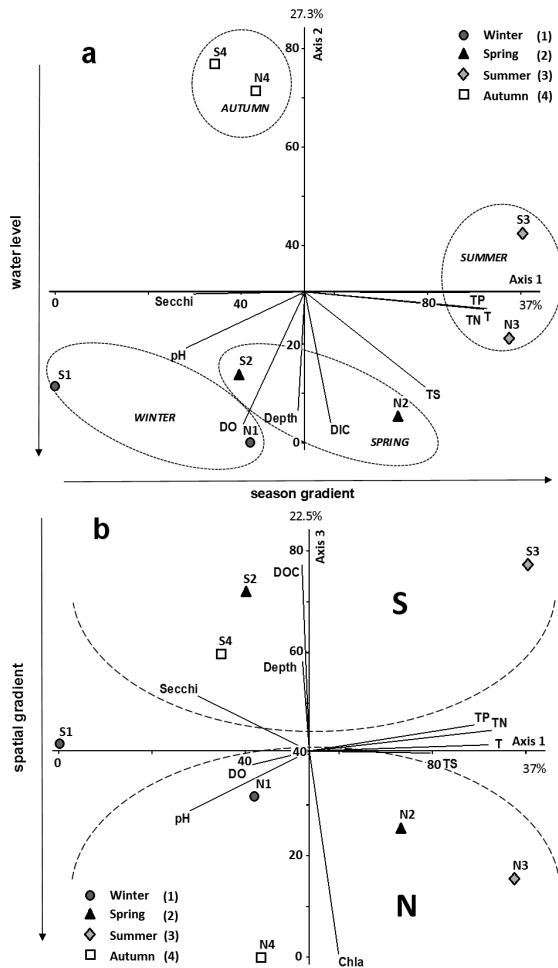 27.3%
a
Axis 2
Winter (1)
Spring (2)
Summer (3)
Autumn (4)
80
S4
N4
AUTUMN
60
water level
40
S3
SUMMER
Axis 1
0
40
80
37%
Secchi
TP
TN
T
N3
20
pH
S2
TS
S1
WINTER
DO
N1
Depth
0
DIC
N2
SPRING
season gradient
22.5%
b
Axis 3
80
S3
DOC
S2
S
S4
60
Depth
spatial gradient
Secchi
TP
TN
S1
T
Axis 1
0
40
40
80
37%
DO
TS
N1
pH
N2
20
N3
Winter (1)
Spring (2)
Summer (3)
Autumn (4)
N
N4
0
Chla